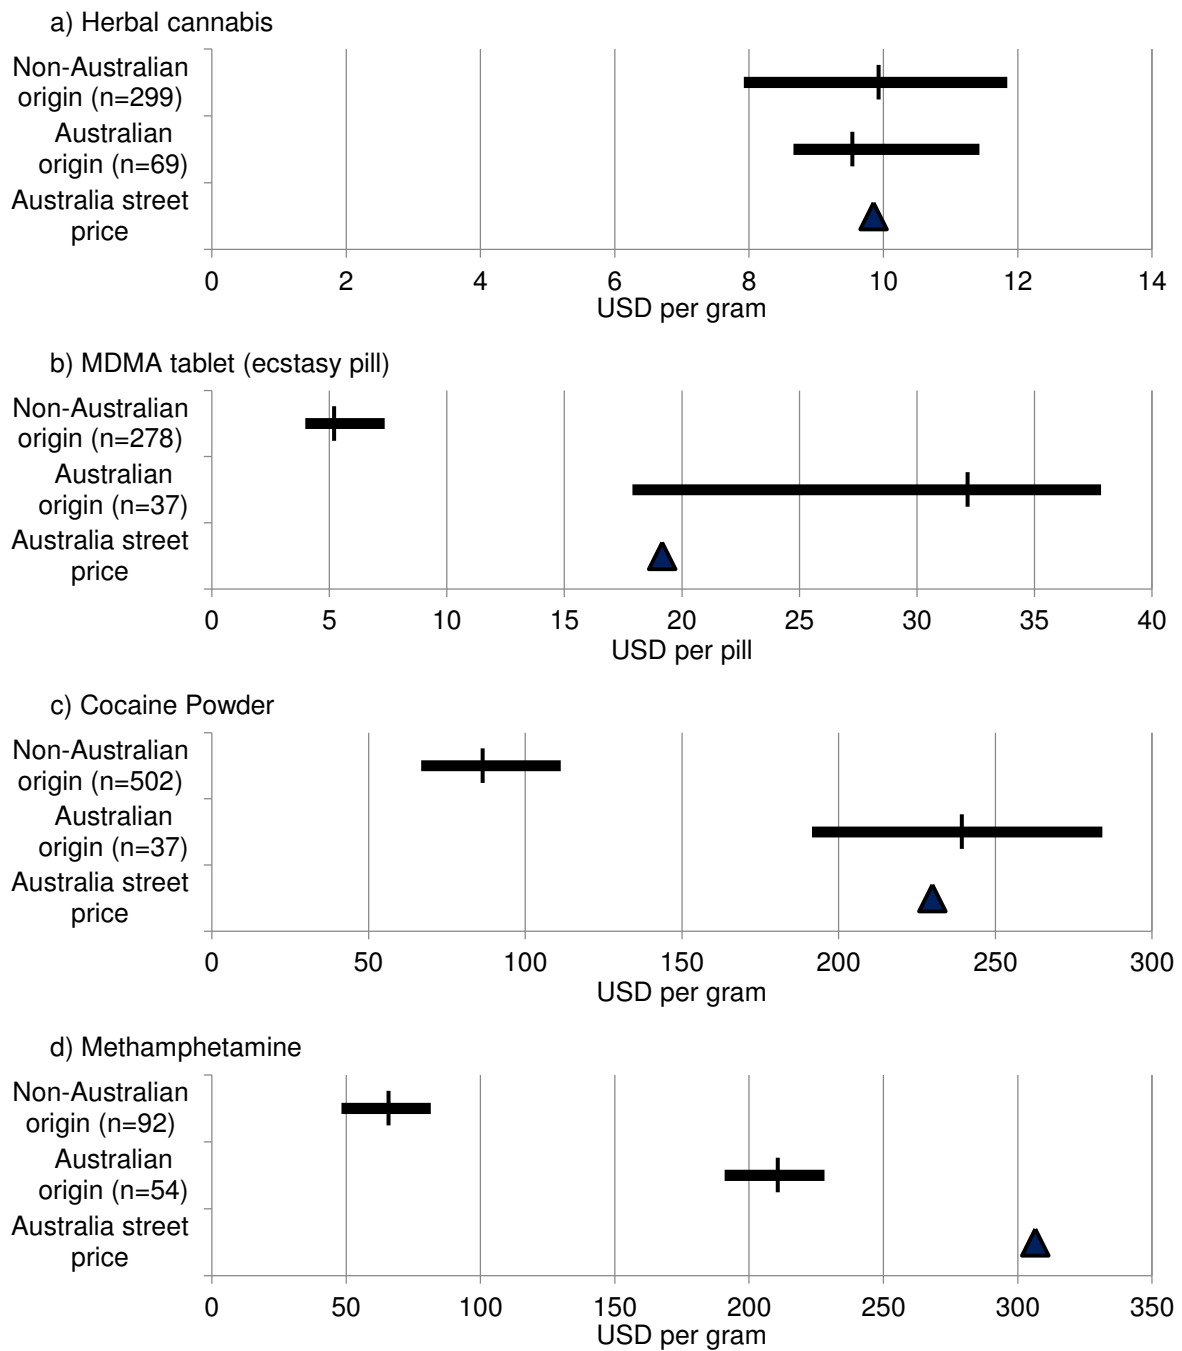 a) Herbal cannabis
Non-Australian
origin (n=299)
Australian
origin (n=69)
Australia street
price
0 2 4 6 8 10 12 14
USD per gram
b) MDMA tablet (ecstasy pill)
Non-Australian
origin (n=278)
Australian
origin (n=37)
Australia street
price
0 5 10 15 20 25 30 35 40
USD per pill
c) Cocaine Powder
Non-Australian
origin (n=502)
Australian
origin (n=37)
Australia street
price
0 50 100 150 200 250 300
USD per gram
d) Methamphetamine
Non-Australian
origin (n=92)
Australian
origin (n=54)
Australia street
price
0 50 100 150 200 250 300 350
USD per gram